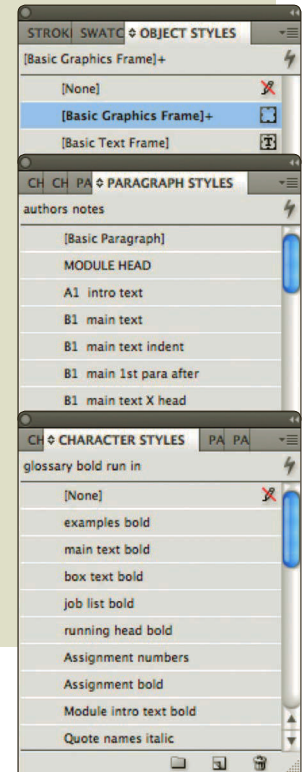 STROKI SWATC OBJECT STYLES
[Basic Graphics Frame]+
[None]
[Basic Graphics Frame]+
[Basic Text Frame]
CH CH PA PARAGRAPH STYLES
authors notes
[Basic Paragraph]
MODULE HEAD
A1 intro text
B1 main text
B1 main text indent
B1 main 1st para after
B1 main text X head
CH CHARACTER STYLES PA PA
glossary bold run in
[None]
examples bold
main text bold
box text bold
job list bold
running head bold
Assignment numbers
Assignment bold
Module intro text bold
Quote names italic